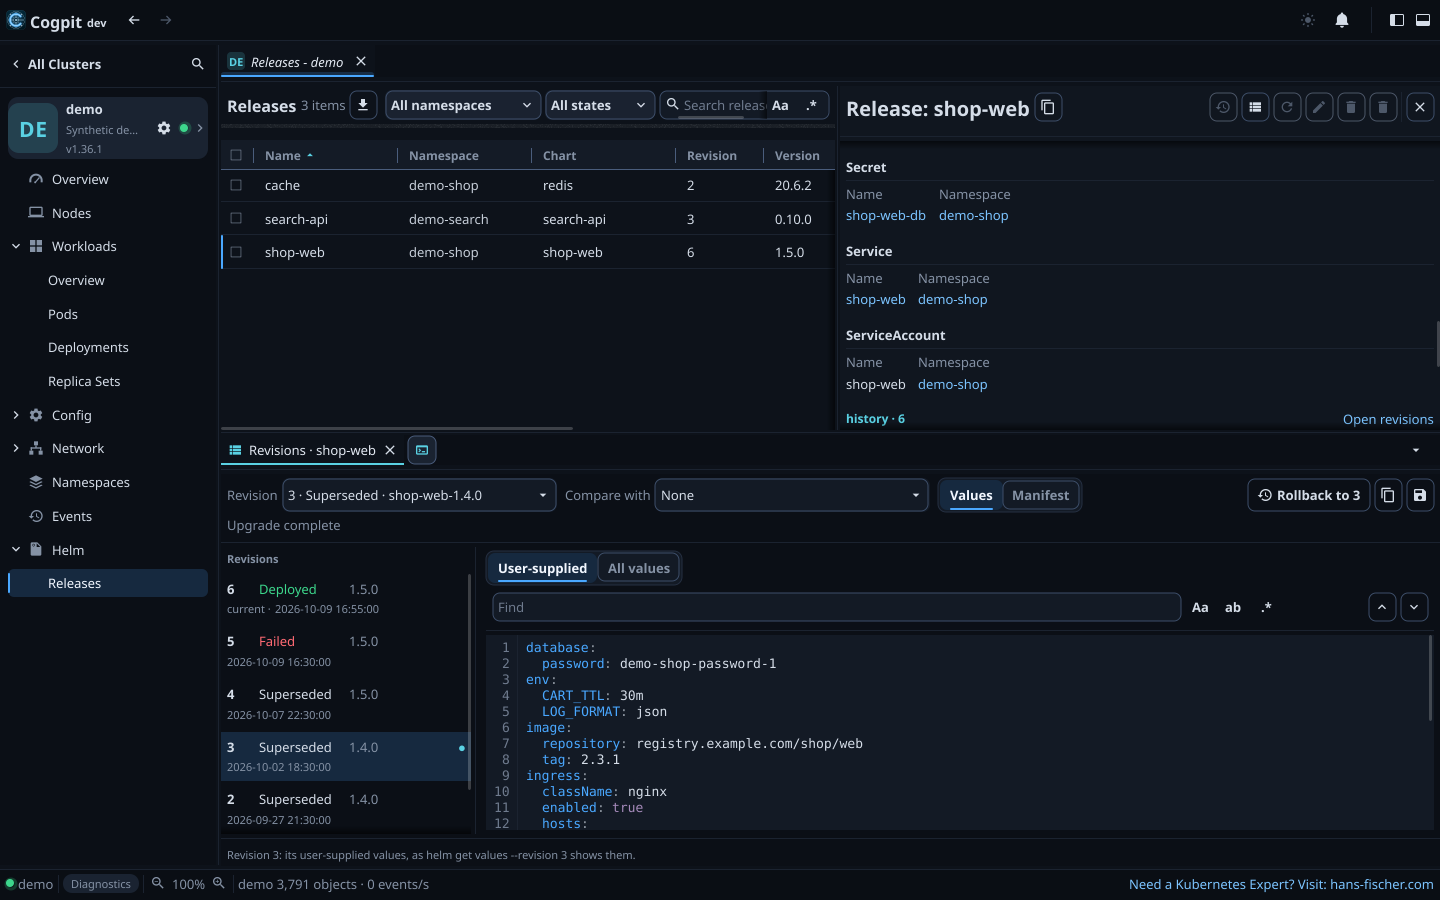 Cogpit dev
All Clusters
DE
demo
Synthetic de...
v1.36.1
Overview
Nodes
Workloads
Overview
Pods
Deployments
Replica Sets
Config
Network
Namespaces
Events
Helm
Releases
DE Releases - demo
Releases 3 items All namespaces All states Search releas Aa .*
Name Namespace Chart Revision Version
cache demo-shop redis 2 20.6.2
search-api demo-search search-api 3 0.10.0
shop-web demo-shop shop-web 6 1.5.0
Release: shop-web
Secret
Name Namespace
shop-web-db demo-shop
Service
Name Namespace
shop-web demo-shop
ServiceAccount
Name Namespace
shop-web demo-shop
history · 6 Open revisions
Revisions · shop-web
Revision 3 · Superseded · shop-web-1.4.0 Compare with None Values Manifest Rollback to 3
Upgrade complete
Revisions
6 Deployed 1.5.0
current · 2026-10-09 16:55:00
5 Failed 1.5.0
2026-10-09 16:30:00
4 Superseded 1.5.0
2026-10-07 22:30:00
3 Superseded 1.4.0
2026-10-02 18:30:00
2 Superseded 1.4.0
2026-09-27 21:30:00
User-supplied All values
Find Aa ab .*
1 database:
2 password: demo-shop-password-1
3 env:
4 CART_TTL: 30m
5 LOG_FORMAT: json
6 image:
7 repository: registry.example.com/shop/web
8 tag: 2.3.1
9 ingress:
10 className: nginx
11 enabled: true
12 hosts:
Revision 3: its user-supplied values, as helm get values --revision 3 shows them.
demo Diagnostics 100% demo 3,791 objects · 0 events/s Need a Kubernetes Expert? Visit: hans-fischer.com